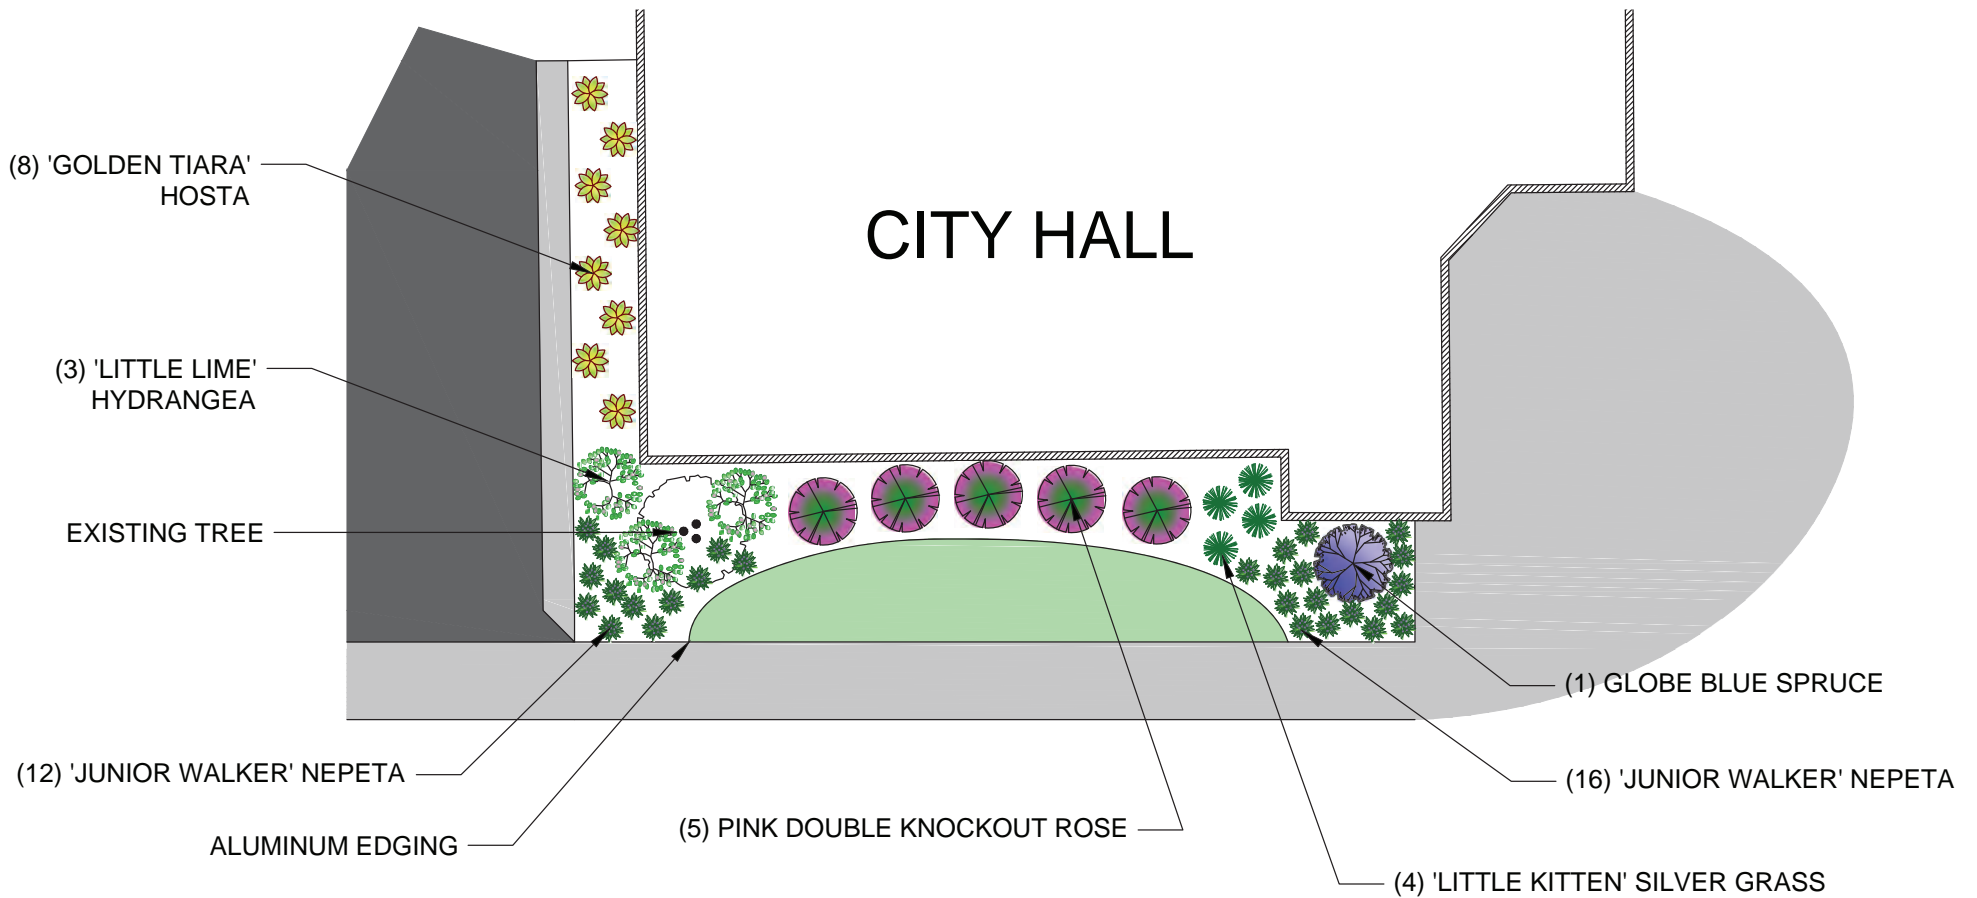 CITY HALL
(8) 'GOLDEN TIARA'
HOSTA
(3) 'LITTLE LIME'
HYDRANGEA
EXISTING TREE
(12) 'JUNIOR WALKER' NEPETA
ALUMINUM EDGING
(5) PINK DOUBLE KNOCKOUT ROSE
(1) GLOBE BLUE SPRUCE
(16) 'JUNIOR WALKER' NEPETA
(4) 'LITTLE KITTEN' SILVER GRASS